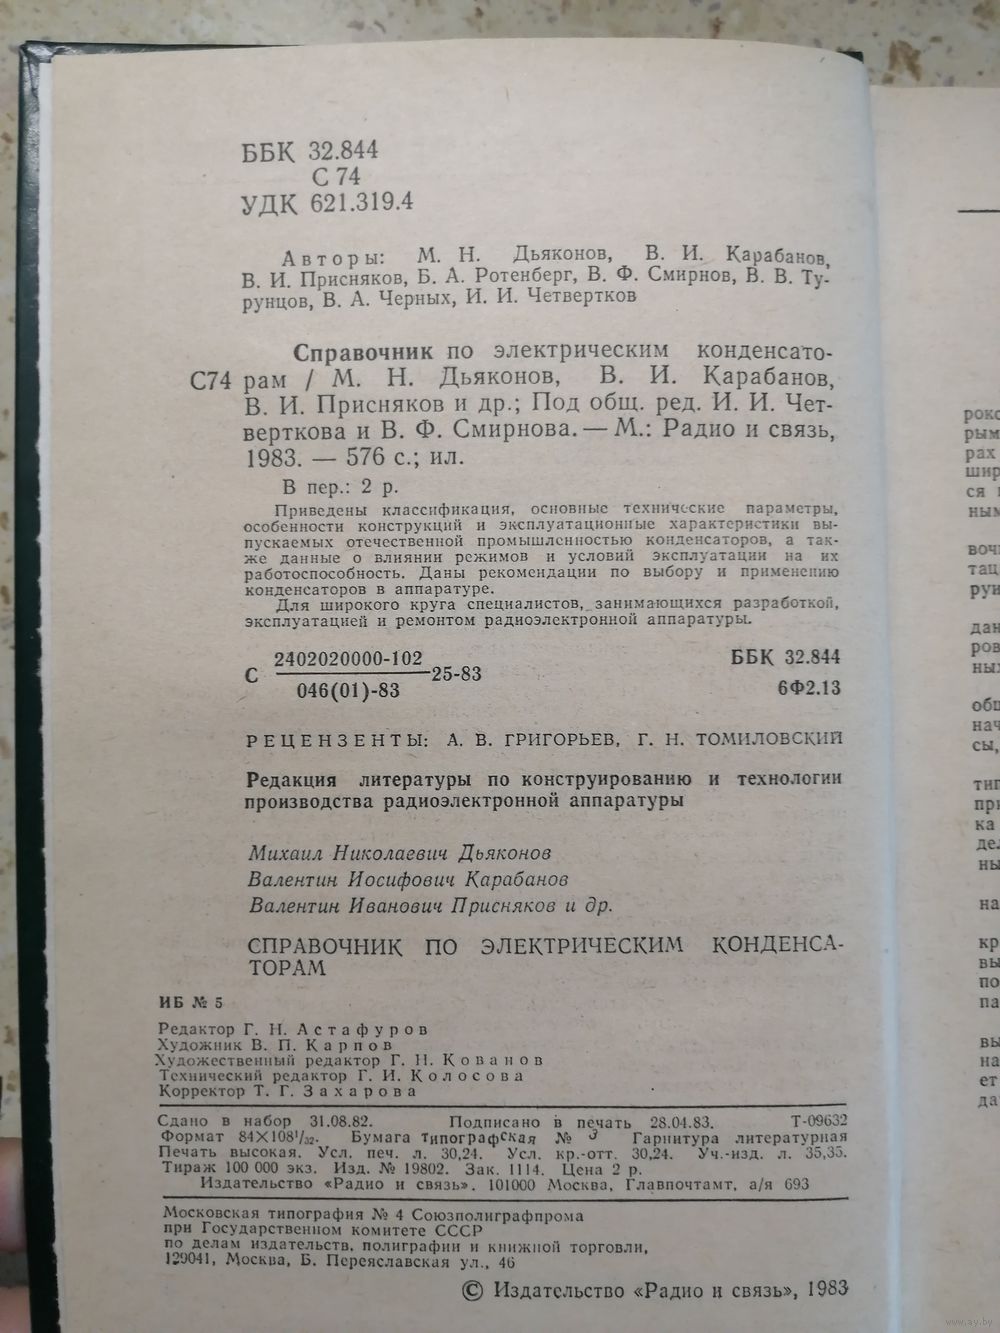 ББК 32.844
С 74
УДК 621.319.4
Авторы: М. Н. Дьяконов, В. И. Карабанов,
В. И. Присняков, Б. А. Ротенберг, В. Ф. Смирнов, В. В. Ту-
рунцов, В. А. Черных, И. И. Четвертков
Справочник по электрическим конденсато-
С74 рам / М. Н. Дьяконов, В. И. Карабанов,
В. И. Присняков и др.; Под общ. ред. И. И. Чет-
верткова и В. Ф. Смирнова. — М.: Радио и связь,
1983. — 576 с.; ил.
В пер.: 2 р.
Приведены классификация, основные технические параметры,
особенности конструкций и эксплуатационные характеристики вы-
пускаемых отечественной промышленностью конденсаторов, а так-
же данные о влиянии режимов и условий эксплуатации на их
работоспособность. Даны рекомендации по выбору и применению
конденсаторов в аппаратуре.
Для широкого круга специалистов, занимающихся разработкой,
эксплуатацией и ремонтом радиоэлектронной аппаратуры.
2402020000-102
С 25-83
046(01)-83
ББК 32.844
6Ф2.13
РЕЦЕНЗЕНТЫ: А. В. ГРИГОРЬЕВ, Г. Н. ТОМИЛОВСКИЙ
Редакция литературы по конструированию и технологии
производства радиоэлектронной аппаратуры
Михаил Николаевич Дьяконов
Валентин Иосифович Карабанов
Валентин Иванович Присняков и др.
СПРАВОЧНИК ПО ЭЛЕКТРИЧЕСКИМ КОНДЕНСА-
ТОРАМ
ИБ № 5
Редактор Г. Н. Астафуров
Художник В. П. Карпов
Художественный редактор Г. Н. Кованов
Технический редактор Г. И. Колосова
Корректор Т. Г. Захарова
Сдано в набор 31.08.82. Подписано в печать 28.04.83. Т-09632
Формат 84×108¹/₃₂. Бумага типографская № 3 Гарнитура литературная
Печать высокая. Усл. печ. л. 30,24. Усл. кр.-отт. 30,24. Уч.-изд. л. 35,35.
Тираж 100 000 экз. Изд. № 19802. Зак. 1114. Цена 2 р.
Издательство «Радио и связь». 101000 Москва, Главпочтамт, а/я 693
Московская типография № 4 Союзполиграфпрома
при Государственном комитете СССР
по делам издательств, полиграфии и книжной торговли,
129041, Москва, Б. Переяславская ул., 46
© Издательство «Радио и связь», 1983
www.ay.by